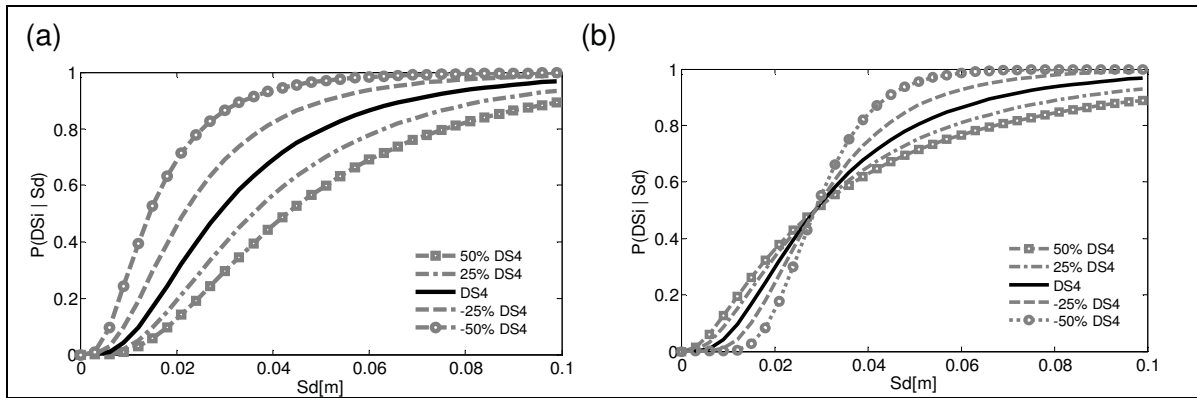 (a)
1
0.8
0.6
0.4
0.2
0
P(DSi | Sd)
50% DS4
25% DS4
DS4
-25% DS4
-50% DS4
0 0.02 0.04 0.06 0.08 0.1
Sd[m]
(b)
1
0.8
0.6
0.4
0.2
0
P(DSi | Sd)
50% DS4
25% DS4
DS4
-25% DS4
-50% DS4
0 0.02 0.04 0.06 0.08 0.1
Sd[m]